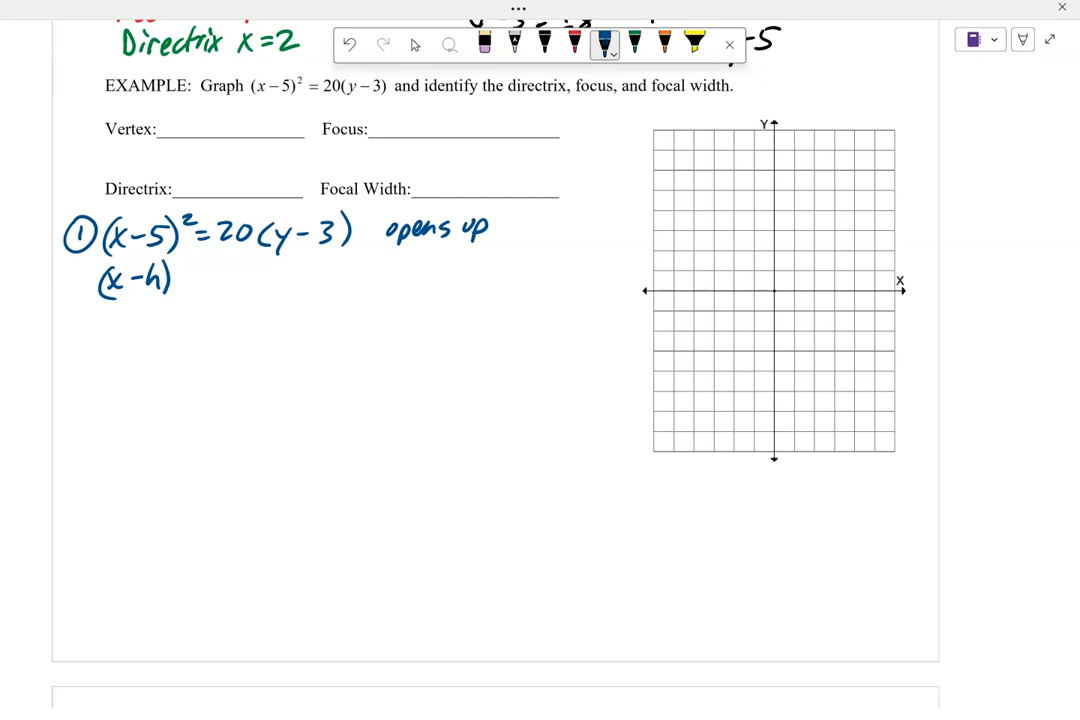 Directrix x=2
-5
EXAMPLE: Graph (x − 5)² = 20(y − 3) and identify the directrix, focus, and focal width.
Vertex: Focus:
Directrix: Focal Width:
① (x-5)² = 20(y-3) opens up
(x-h)
Y
X